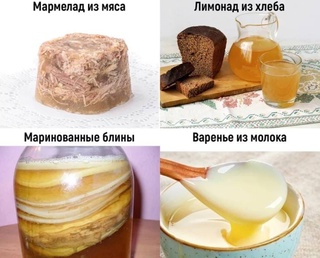 Мармелад из мяса
Лимонад из хлеба
Маринованные блины
Варенье из молока